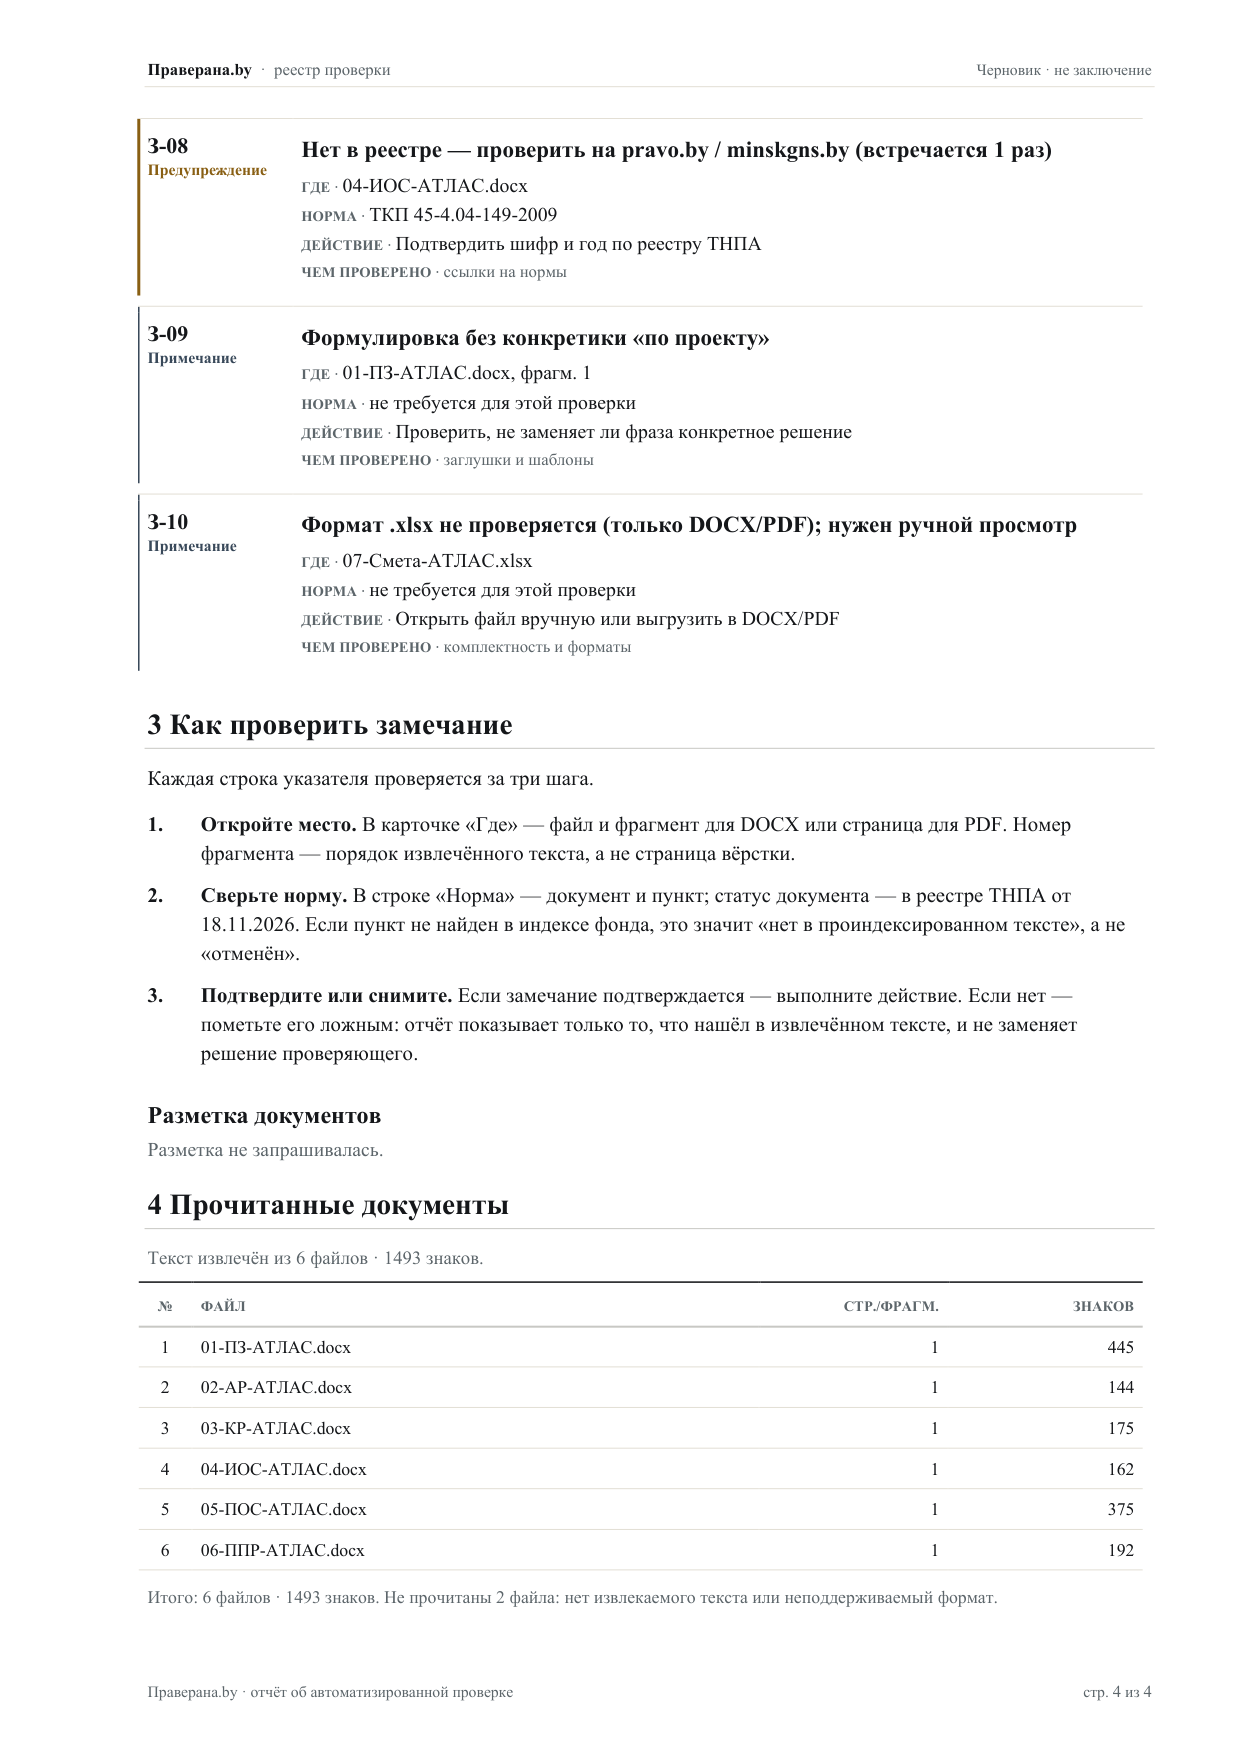 Праверана.by · реестр проверки
Черновик · не заключение
З-08
Предупреждение
Нет в реестре — проверить на pravo.by / minskgns.by (встречается 1 раз)
ГДЕ · 04-ИОС-АТЛАС.docx
НОРМА · ТКП 45-4.04-149-2009
ДЕЙСТВИЕ · Подтвердить шифр и год по реестру ТНПА
ЧЕМ ПРОВЕРЕНО · ссылки на нормы
З-09
Примечание
Формулировка без конкретики «по проекту»
ГДЕ · 01-ПЗ-АТЛАС.docx, фрагм. 1
НОРМА · не требуется для этой проверки
ДЕЙСТВИЕ · Проверить, не заменяет ли фраза конкретное решение
ЧЕМ ПРОВЕРЕНО · заглушки и шаблоны
З-10
Примечание
Формат .xlsx не проверяется (только DOCX/PDF); нужен ручной просмотр
ГДЕ · 07-Смета-АТЛАС.xlsx
НОРМА · не требуется для этой проверки
ДЕЙСТВИЕ · Открыть файл вручную или выгрузить в DOCX/PDF
ЧЕМ ПРОВЕРЕНО · комплектность и форматы
3 Как проверить замечание
Каждая строка указателя проверяется за три шага.
1. Откройте место. В карточке «Где» — файл и фрагмент для DOCX или страница для PDF. Номер
фрагмента — порядок извлечённого текста, а не страница вёрстки.
2. Сверьте норму. В строке «Норма» — документ и пункт; статус документа — в реестре ТНПА от
18.11.2026. Если пункт не найден в индексе фонда, это значит «нет в проиндексированном тексте», а не
«отменён».
3. Подтвердите или снимите. Если замечание подтверждается — выполните действие. Если нет —
пометьте его ложным: отчёт показывает только то, что нашёл в извлечённом тексте, и не заменяет
решение проверяющего.
Разметка документов
Разметка не запрашивалась.
4 Прочитанные документы
Текст извлечён из 6 файлов · 1493 знаков.
№ ФАЙЛ СТР./ФРАГМ. ЗНАКОВ
1 01-ПЗ-АТЛАС.docx 1 445
2 02-АР-АТЛАС.docx 1 144
3 03-КР-АТЛАС.docx 1 175
4 04-ИОС-АТЛАС.docx 1 162
5 05-ПОС-АТЛАС.docx 1 375
6 06-ППР-АТЛАС.docx 1 192
Итого: 6 файлов · 1493 знаков. Не прочитаны 2 файла: нет извлекаемого текста или неподдерживаемый формат.
Праверана.by · отчёт об автоматизированной проверке
стр. 4 из 4